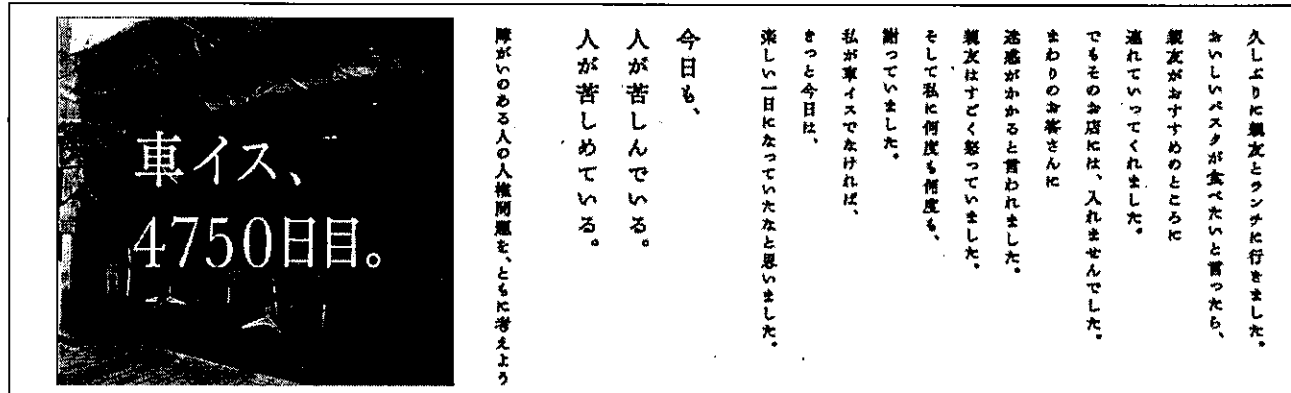 久しぶりに親友とランチに行きました。
おいしいパスタが食べたいと言ったら、
親友がおすすめのところに
連れていってくれました。
でもそのお店には、入れませんでした。
まわりのお客さんに
迷惑がかかると言われました。
親友はすごく怒っていました。
そして私に何度も何度も、
謝っていました。
私が車イスでなければ、
きっと今日は、
楽しい一日になっていたなと思いました。
今日も、
人が苦しんでいる。
人が苦しめている。
障がいのある人の人権問題を、ともに考えよう
車イス、
4750日目。